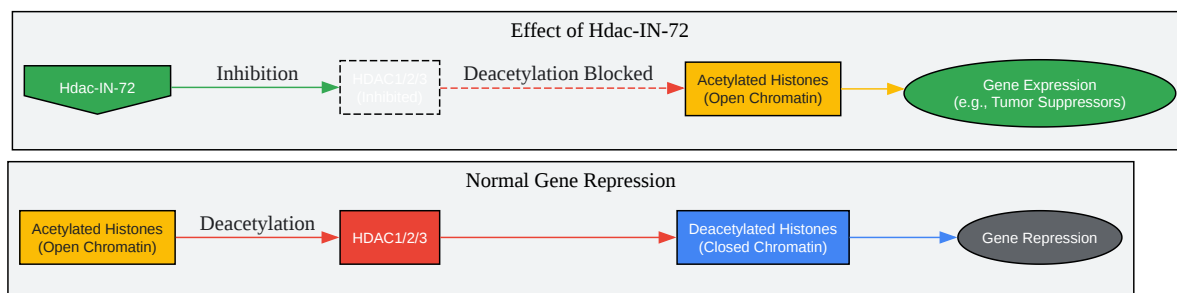 Effect of Hdac-IN-72
Hdac-IN-72
Inhibition
HDAC1/2/3
(Inhibited)
Deacetylation Blocked
Acetylated Histones
(Open Chromatin)
Gene Expression
(e.g., Tumor Suppressors)
Normal Gene Repression
Acetylated Histones
(Open Chromatin)
Deacetylation
HDAC1/2/3
Deacetylated Histones
(Closed Chromatin)
Gene Repression